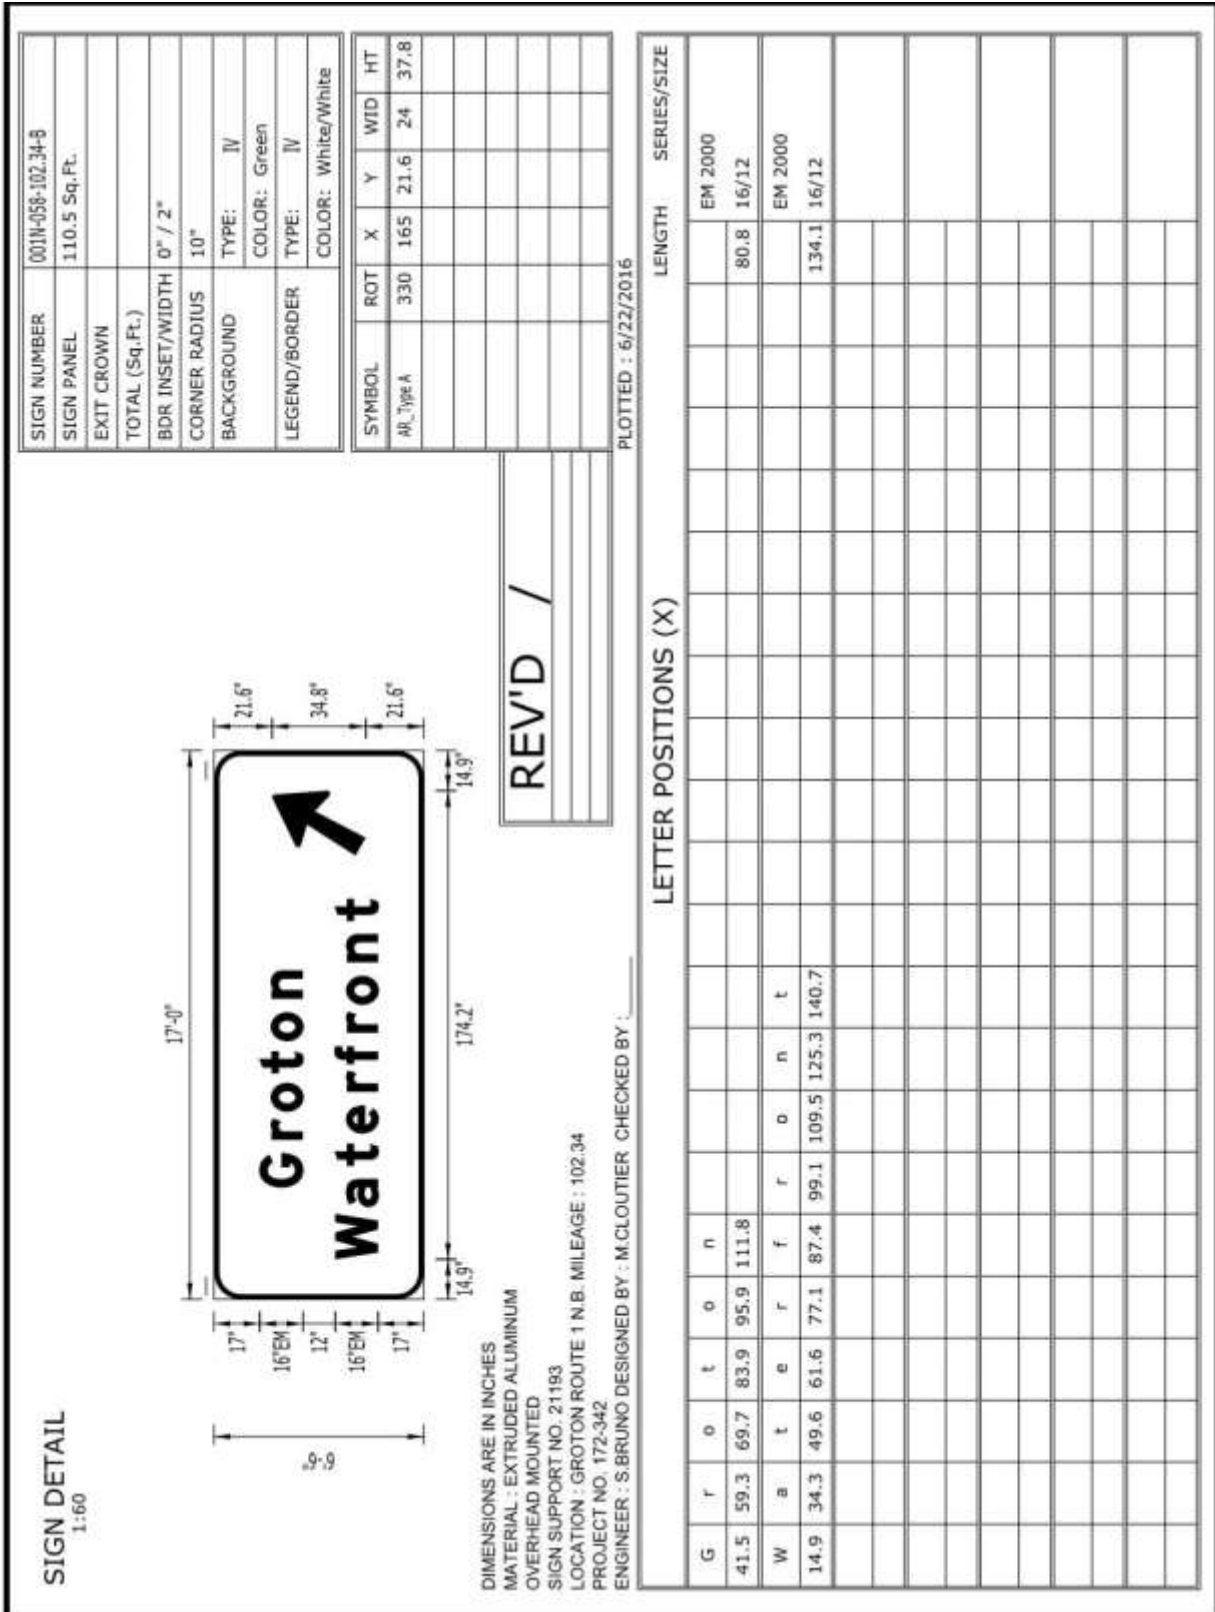 SIGN DETAIL
1:60
17'-0"
6'-6"
17"
16"EM
12"
16"EM
17"
Groton
Waterfront
21.6"
34.8"
21.6"
14.9"
174.2"
14.9"
SIGN NUMBER 001N-058-102.34-B
SIGN PANEL 110.5 Sq.Ft.
EXIT CROWN
TOTAL (Sq.Ft.)
BDR INSET/WIDTH 0" / 2"
CORNER RADIUS 10"
BACKGROUND TYPE: IV
COLOR: Green
LEGEND/BORDER TYPE: IV
COLOR: White/White
SYMBOL ROT X Y WID HT
AR_Type A 330 165 21.6 24 37.8
DIMENSIONS ARE IN INCHES
MATERIAL : EXTRUDED ALUMINUM
OVERHEAD MOUNTED
SIGN SUPPORT NO. 21193
LOCATION : GROTON ROUTE 1 N.B. MILEAGE : 102.34
PROJECT NO. 172-342
ENGINEER : S.BRUNO DESIGNED BY : M.CLOUTIER CHECKED BY :
REV'D /
PLOTTED : 6/22/2016
LETTER POSITIONS (X) LENGTH SERIES/SIZE
G r o t o n EM 2000
41.5 59.3 69.7 83.9 95.9 111.8 80.8 16/12
W a t e r f r o n t EM 2000
14.9 34.3 49.6 61.6 77.1 87.4 99.1 109.5 125.3 140.7 134.1 16/12